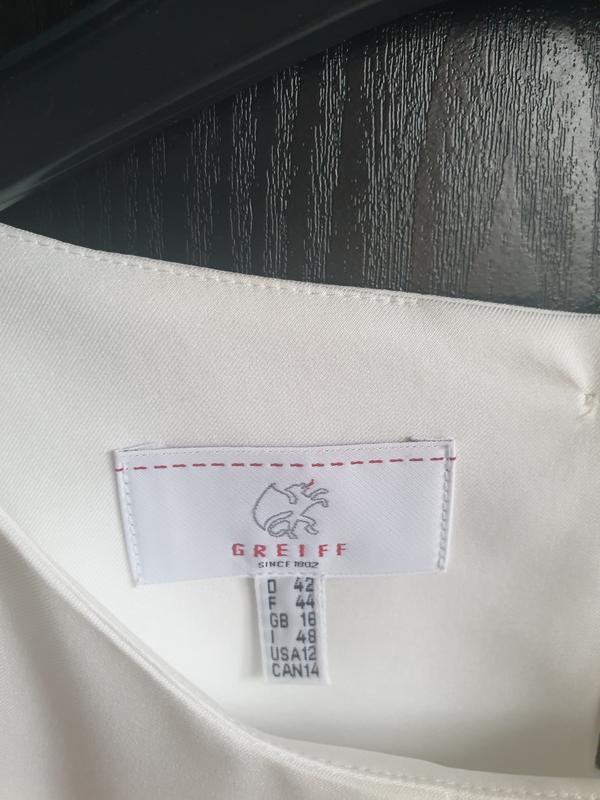 GREIFF
SINCE 1802
D 42
F 44
GB 16
I 48
USA12
CAN14